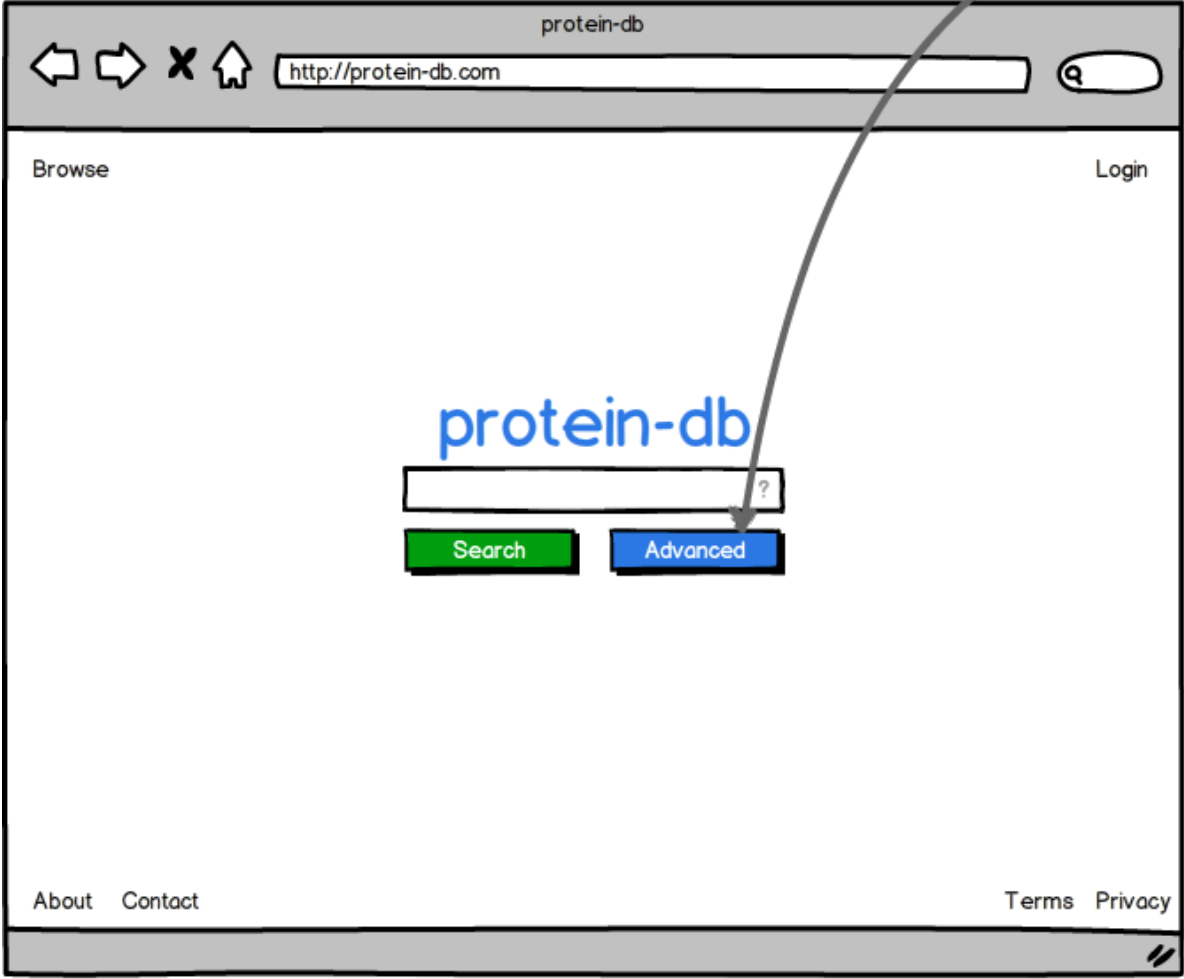 protein-db
http://protein-db.com
Browse Login
protein-db
?
Search Advanced
About Contact Terms Privacy